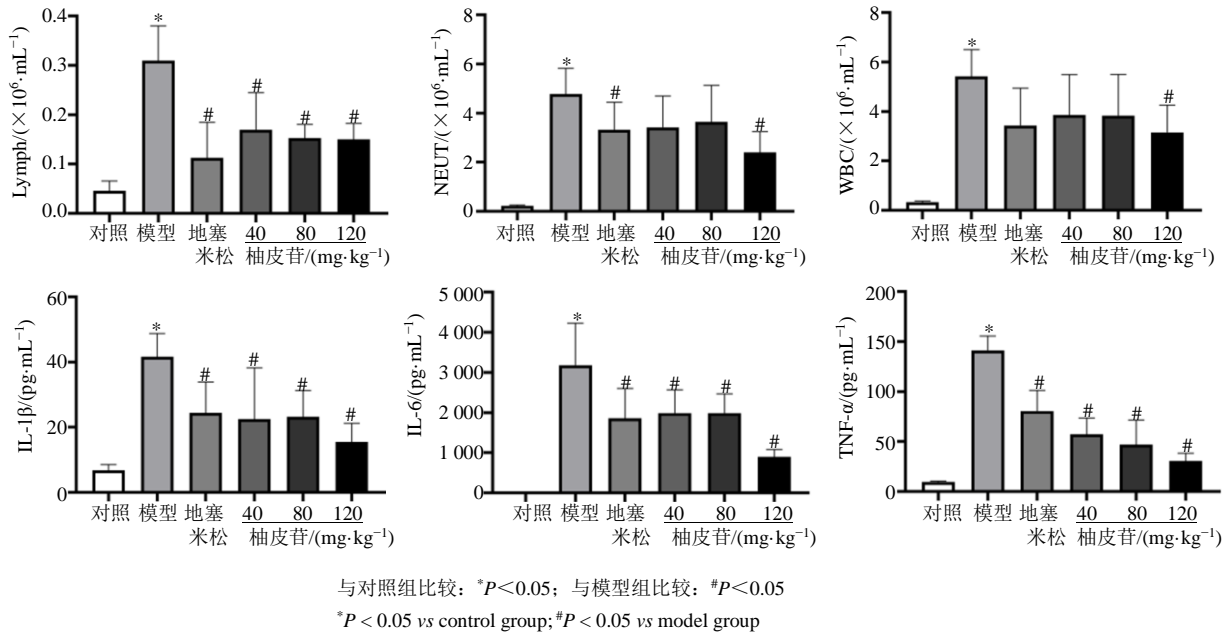 Lymph/(×10⁶·mL⁻¹)
0.4
0.3
0.2
0.1
0.0
*
#
#
#
#
对照 模型 地塞米松 40 80 120
柚皮苷/(mg·kg⁻¹)
NEUT/(×10⁶·mL⁻¹)
8
6
4
2
0
*
#
#
对照 模型 地塞米松 40 80 120
柚皮苷/(mg·kg⁻¹)
WBC/(×10⁶·mL⁻¹)
8
6
4
2
0
*
#
对照 模型 地塞米松 40 80 120
柚皮苷/(mg·kg⁻¹)
IL-1β/(pg·mL⁻¹)
60
40
20
0
*
#
#
#
#
对照 模型 地塞米松 40 80 120
柚皮苷/(mg·kg⁻¹)
IL-6/(pg·mL⁻¹)
5 000
4 000
3 000
2 000
1 000
0
*
#
#
#
#
对照 模型 地塞米松 40 80 120
柚皮苷/(mg·kg⁻¹)
TNF-α/(pg·mL⁻¹)
200
150
100
50
0
*
#
#
#
#
对照 模型 地塞米松 40 80 120
柚皮苷/(mg·kg⁻¹)
与对照组比较：*P＜0.05；与模型组比较：#P＜0.05
*P < 0.05 vs control group; #P < 0.05 vs model group